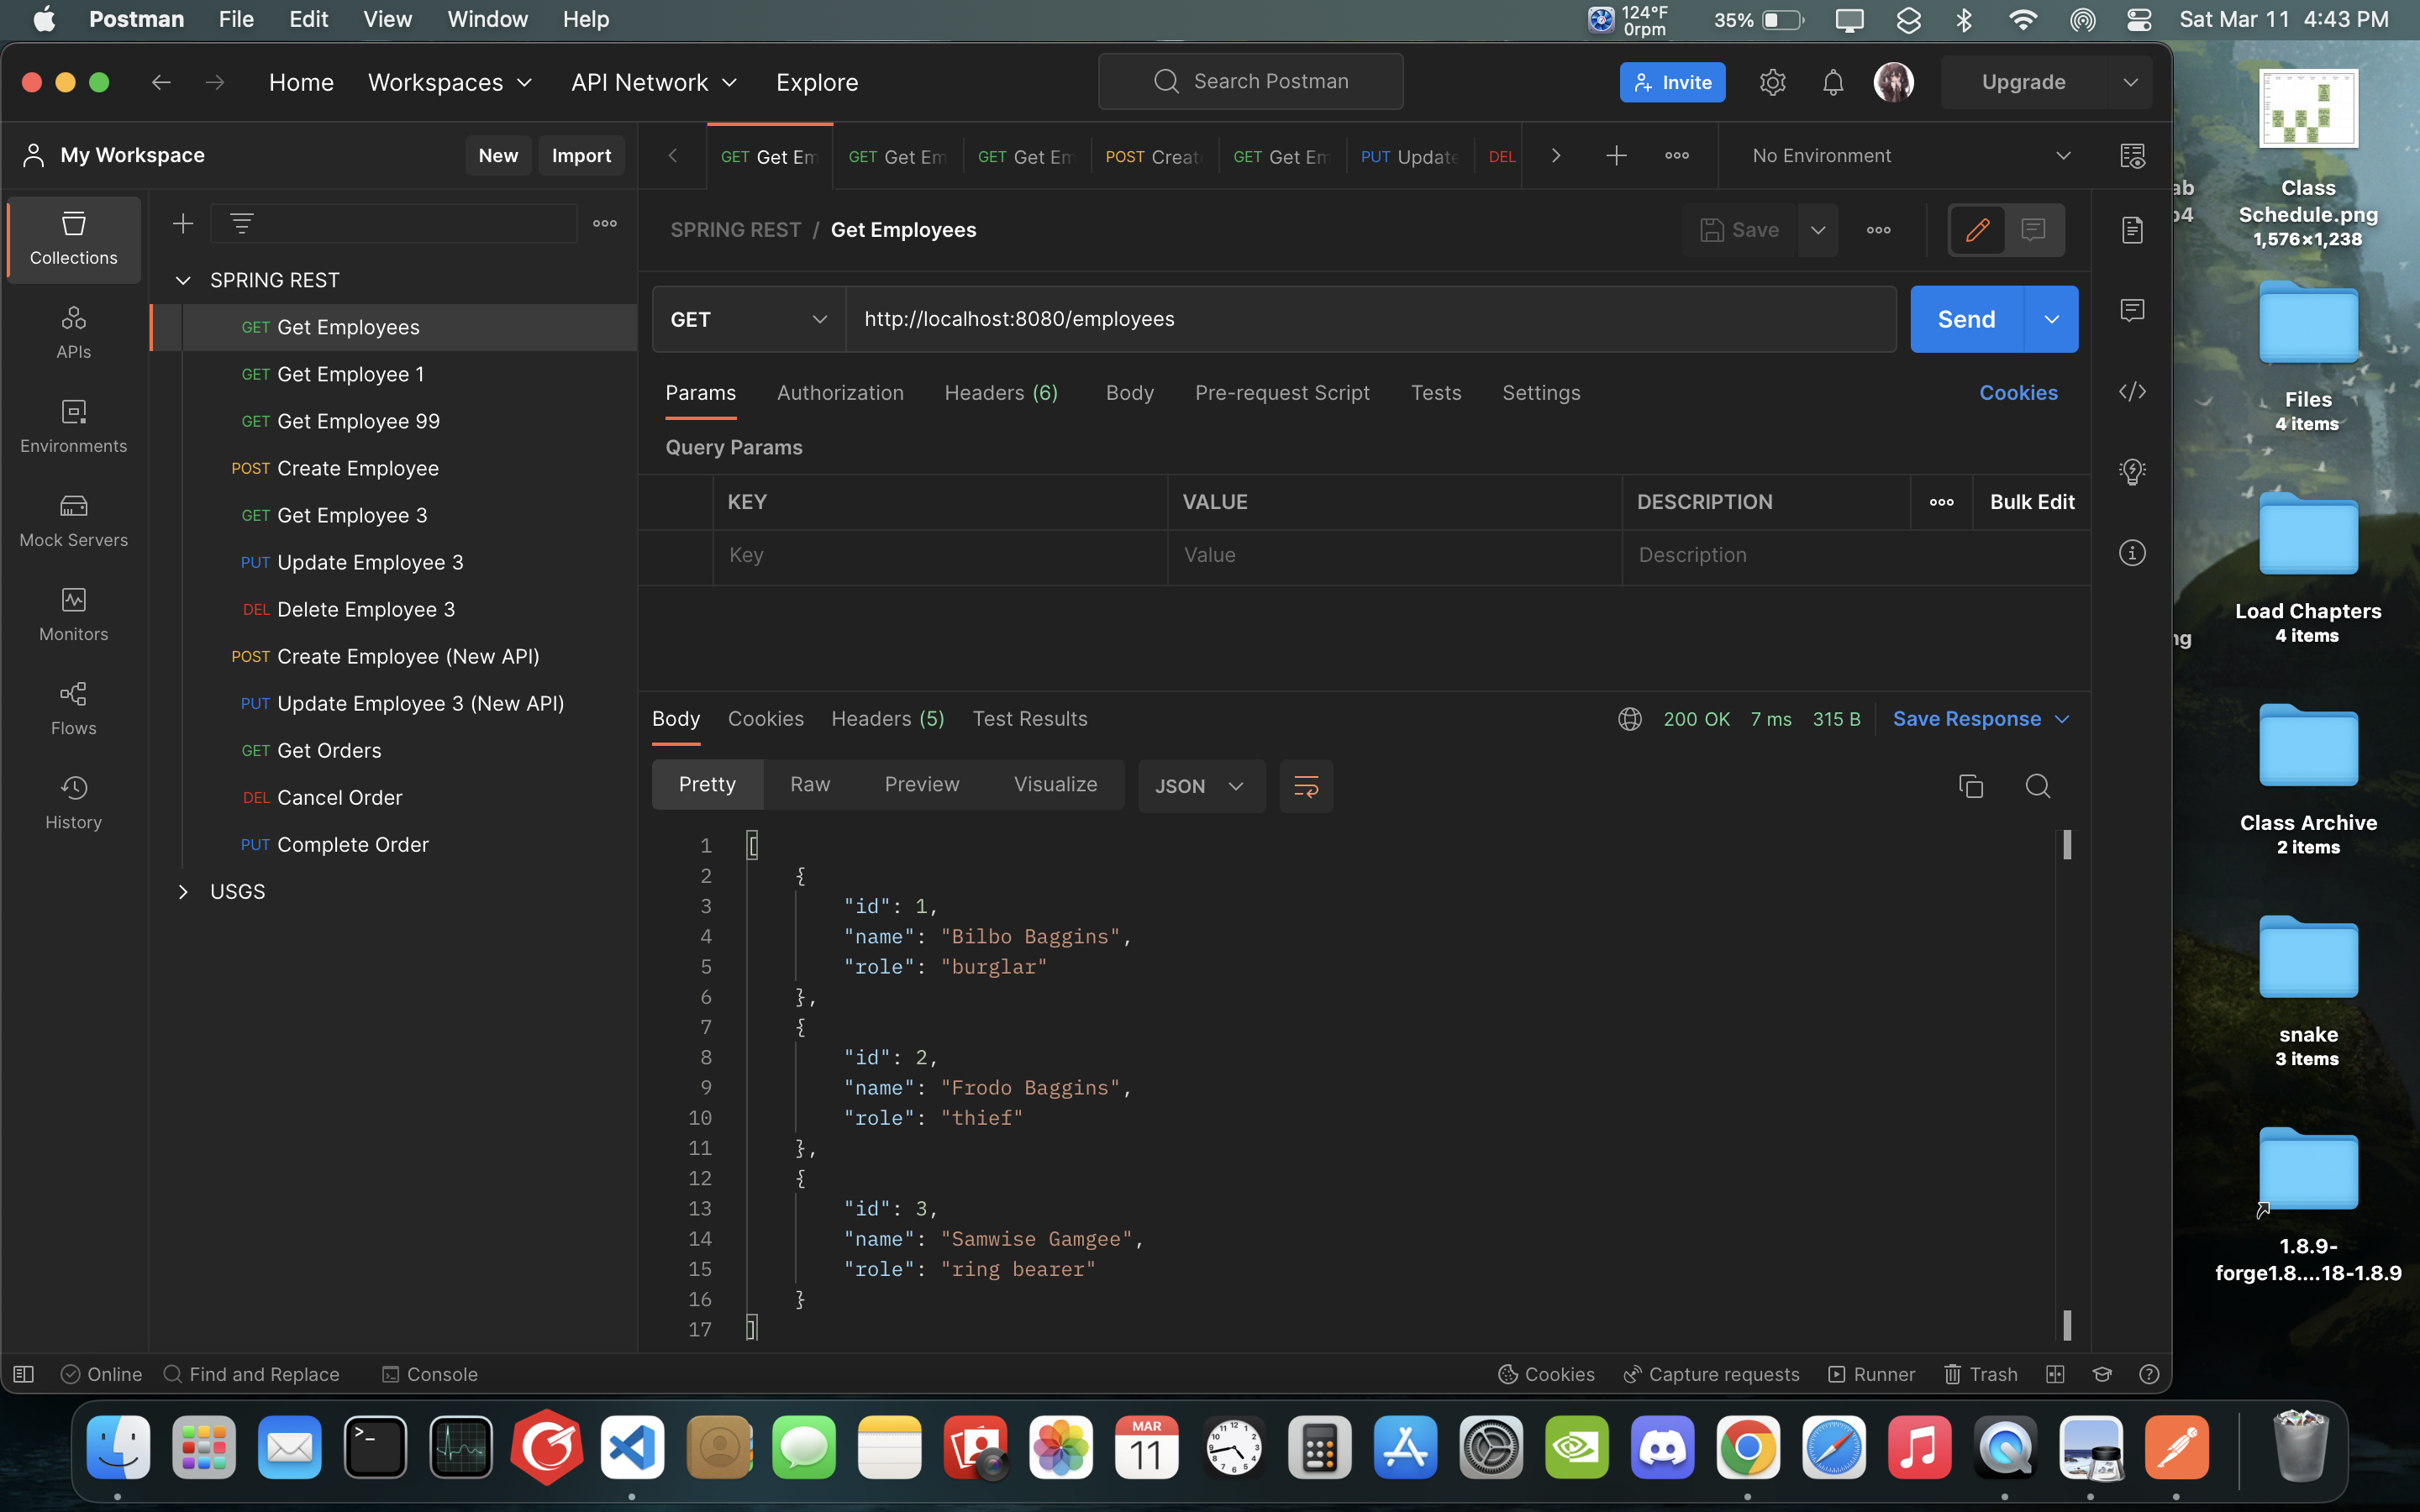 Postman File Edit View Window Help 124°F 0rpm 35% Sat Mar 11 4:43 PM
Home Workspaces API Network Explore Search Postman Invite Upgrade
My Workspace New Import
GET Get Em GET Get Em GET Get Em POST Creat GET Get Em PUT Update DEL No Environment
Collections
APIs
Environments
Mock Servers
Monitors
Flows
History
SPRING REST
GET Get Employees
GET Get Employee 1
GET Get Employee 99
POST Create Employee
GET Get Employee 3
PUT Update Employee 3
DEL Delete Employee 3
POST Create Employee (New API)
PUT Update Employee 3 (New API)
GET Get Orders
DEL Cancel Order
PUT Complete Order
USGS
SPRING REST / Get Employees Save
GET http://localhost:8080/employees Send
Params Authorization Headers (6) Body Pre-request Script Tests Settings Cookies
Query Params
KEY VALUE DESCRIPTION Bulk Edit
Key Value Description
Body Cookies Headers (5) Test Results 200 OK 7 ms 315 B Save Response
Pretty Raw Preview Visualize JSON
1 [
2 {
3 "id": 1,
4 "name": "Bilbo Baggins",
5 "role": "burglar"
6 },
7 {
8 "id": 2,
9 "name": "Frodo Baggins",
10 "role": "thief"
11 },
12 {
13 "id": 3,
14 "name": "Samwise Gamgee",
15 "role": "ring bearer"
16 }
17 ]
Online Find and Replace Console Cookies Capture requests Runner Trash
ab
p4
ng
Class
Schedule.png
1,576×1,238
Files
4 items
Load Chapters
4 items
Class Archive
2 items
snake
3 items
1.8.9-
forge1.8....18-1.8.9
MAR
11